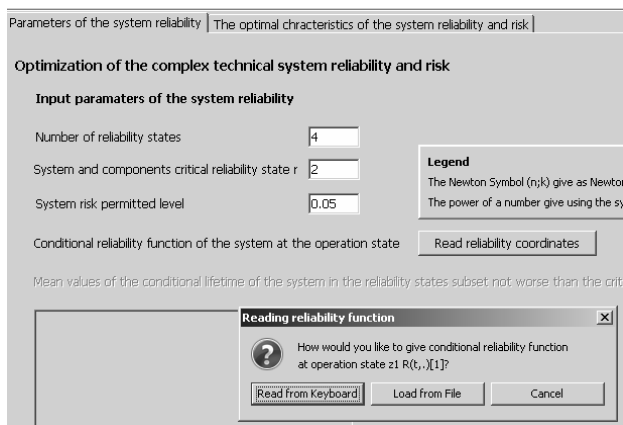 Parameters of the system reliability
The optimal chracteristics of the system reliability and risk
Optimization of the complex technical system reliability and risk
Input paramaters of the system reliability
Number of reliability states 4
System and components critical reliability state r 2
System risk permitted level 0.05
Legend
The Newton Symbol (n;k) give as Newto
The power of a number give using the sy
Conditional reliability function of the system at the operation state Read reliability coordinates
Mean values of the conditional lifetime of the system in the reliability states subset not worse than the crit
Reading reliability function
How would you like to give conditional reliability function
at operation state z1 R(t,.)[1]?
Read from Keyboard Load from File Cancel